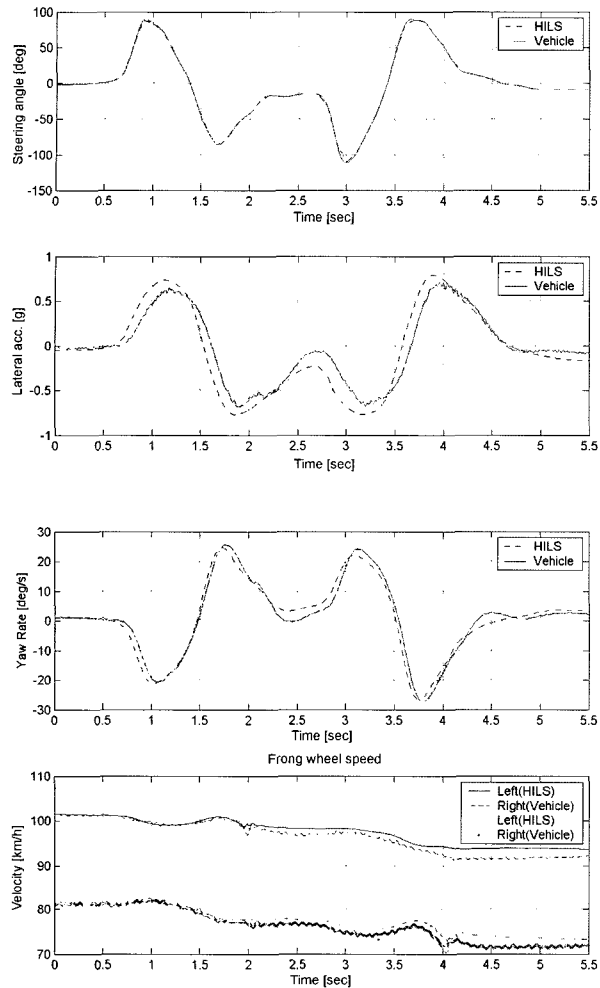 100
50
0
-50
-100
-150
Steering angle [deg]
HILS
Vehicle
0 0.5 1 1.5 2 2.5 3 3.5 4 4.5 5 5.5
Time [sec]
1
0.5
0
-0.5
-1
Lateral acc. [g]
HILS
Vehicle
0 0.5 1 1.5 2 2.5 3 3.5 4 4.5 5 5.5
Time [sec]
30
20
10
0
-10
-20
-30
Yaw Rate [deg/s]
HILS
Vehicle
0 0.5 1 1.5 2 2.5 3 3.5 4 4.5 5 5.5
Time [sec]
Frong wheel speed
110
100
90
80
70
Velocity [km/h]
Left(HILS)
Right(Vehicle)
Left(HILS)
Right(Vehicle)
0 0.5 1 1.5 2 2.5 3 3.5 4 4.5 5 5.5
Time [sec]